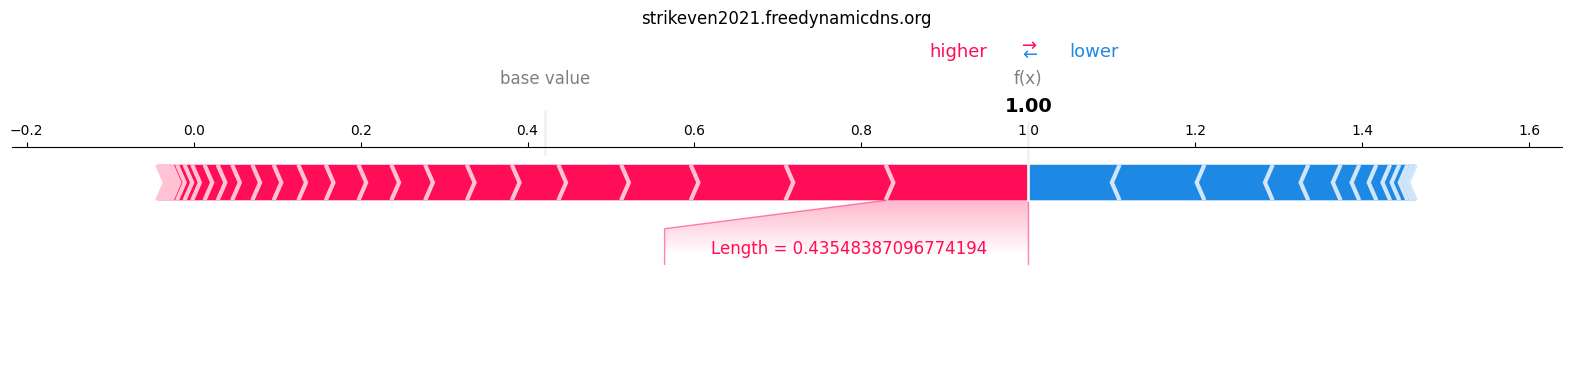 strikeven2021.freedynamicdns.org
higher ⇄ lower
base value f(x)
1.00
−0.2 0.0 0.2 0.4 0.6 0.8 1.0 1.2 1.4 1.6
Length = 0.43548387096774194